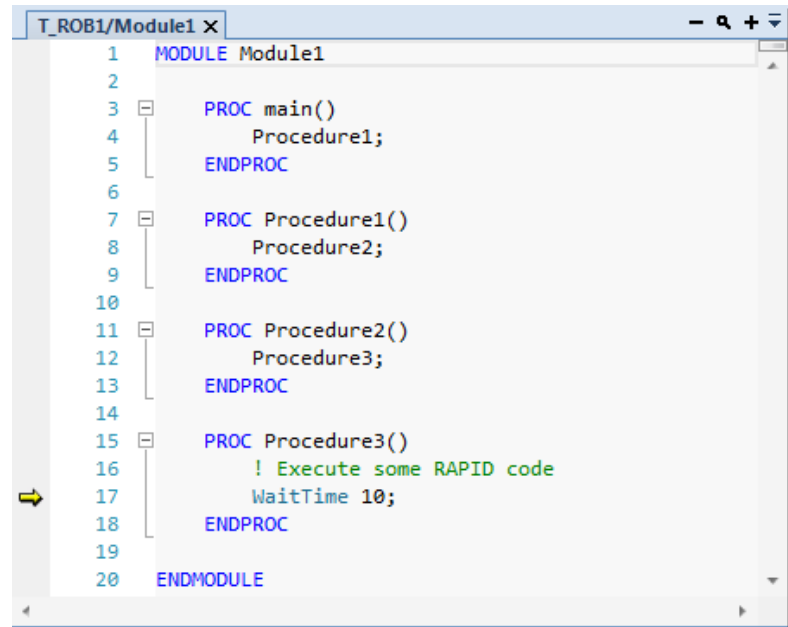 T_ROB1/Module1
1 MODULE Module1
2
3 PROC main()
4 Procedure1;
5 ENDPROC
6
7 PROC Procedure1()
8 Procedure2;
9 ENDPROC
10
11 PROC Procedure2()
12 Procedure3;
13 ENDPROC
14
15 PROC Procedure3()
16 ! Execute some RAPID code
17 WaitTime 10;
18 ENDPROC
19
20 ENDMODULE